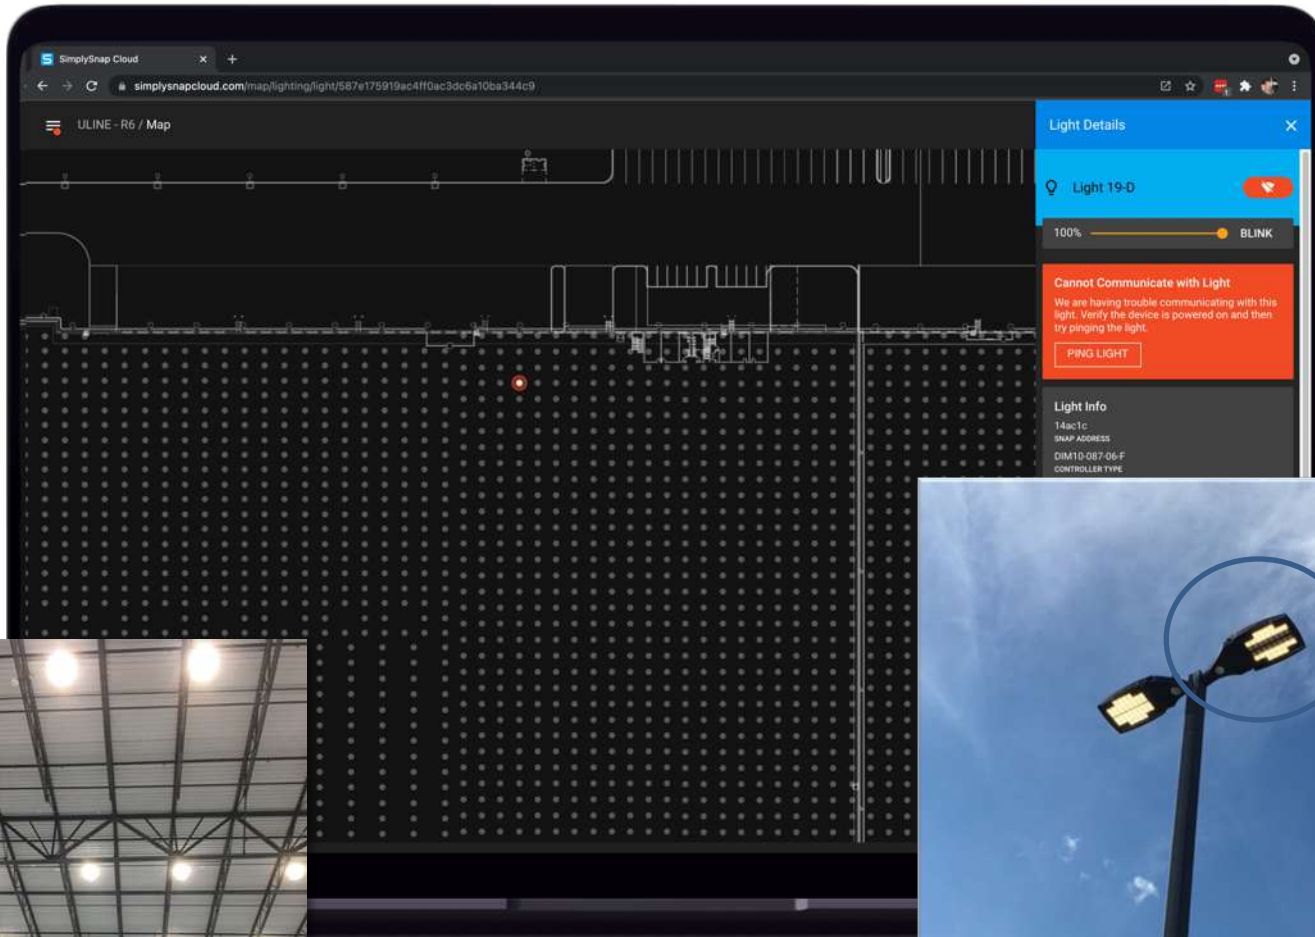 SimplySnap Cloud
simplysnapcloud.com/map/lighting/light/587e175919ac4ff0ac3dc6a10ba344c9
ULINE - R6 / Map
Light Details
Light 19-D
100% BLINK
Cannot Communicate with Light
We are having trouble communicating with this
light. Verify the device is powered on and then
try pinging the light.
PING LIGHT
Light Info
14ac1c
SNAP ADDRESS
DIM10-087-06-F
CONTROLLER TYPE